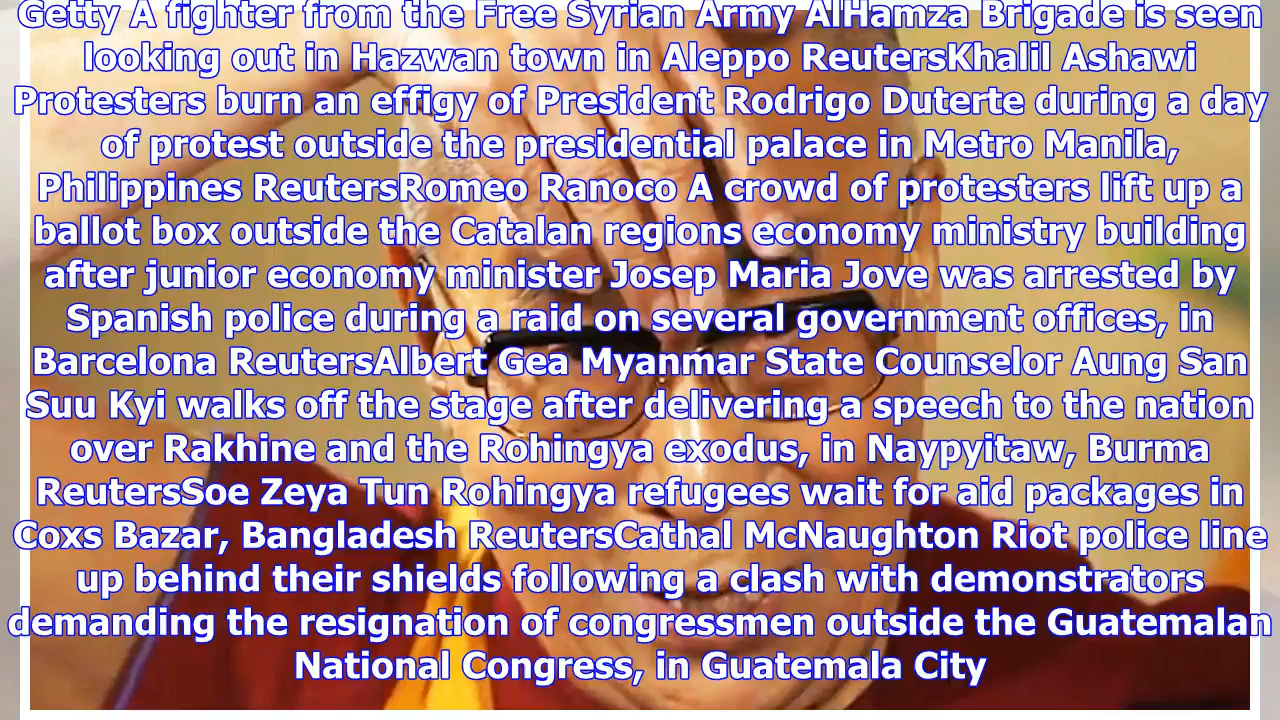 Getty A fighter from the Free Syrian Army AlHamza Brigade is seen
looking out in Hazwan town in Aleppo ReutersKhalil Ashawi
Protesters burn an effigy of President Rodrigo Duterte during a day
of protest outside the presidential palace in Metro Manila,
Philippines ReutersRomeo Ranoco A crowd of protesters lift up a
ballot box outside the Catalan regions economy ministry building
after junior economy minister Josep Maria Jove was arrested by
Spanish police during a raid on several government offices, in
Barcelona ReutersAlbert Gea Myanmar State Counselor Aung San
Suu Kyi walks off the stage after delivering a speech to the nation
over Rakhine and the Rohingya exodus, in Naypyitaw, Burma
ReutersSoe Zeya Tun Rohingya refugees wait for aid packages in
Coxs Bazar, Bangladesh ReutersCathal McNaughton Riot police line
up behind their shields following a clash with demonstrators
demanding the resignation of congressmen outside the Guatemalan
National Congress, in Guatemala City